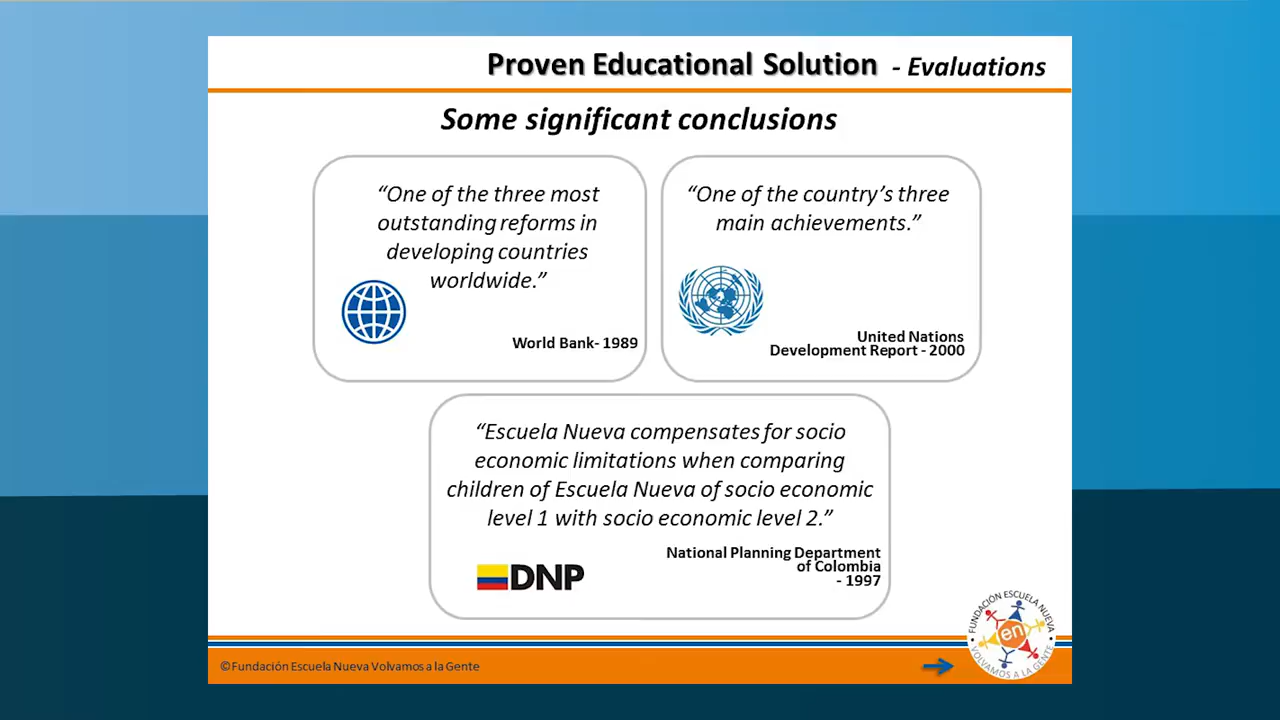 Proven Educational Solution - Evaluations
Some significant conclusions
“One of the three most
outstanding reforms in
developing countries
worldwide.”
World Bank- 1989
“One of the country’s three
main achievements.”
United Nations
Development Report - 2000
“Escuela Nueva compensates for socio
economic limitations when comparing
children of Escuela Nueva of socio economic
level 1 with socio economic level 2.”
National Planning Department
of Colombia
- 1997
DNP
©Fundación Escuela Nueva Volvamos a la Gente
FUNDACIÓN ESCUELA NUEVA
en
VOLVAMOS A LA GENTE